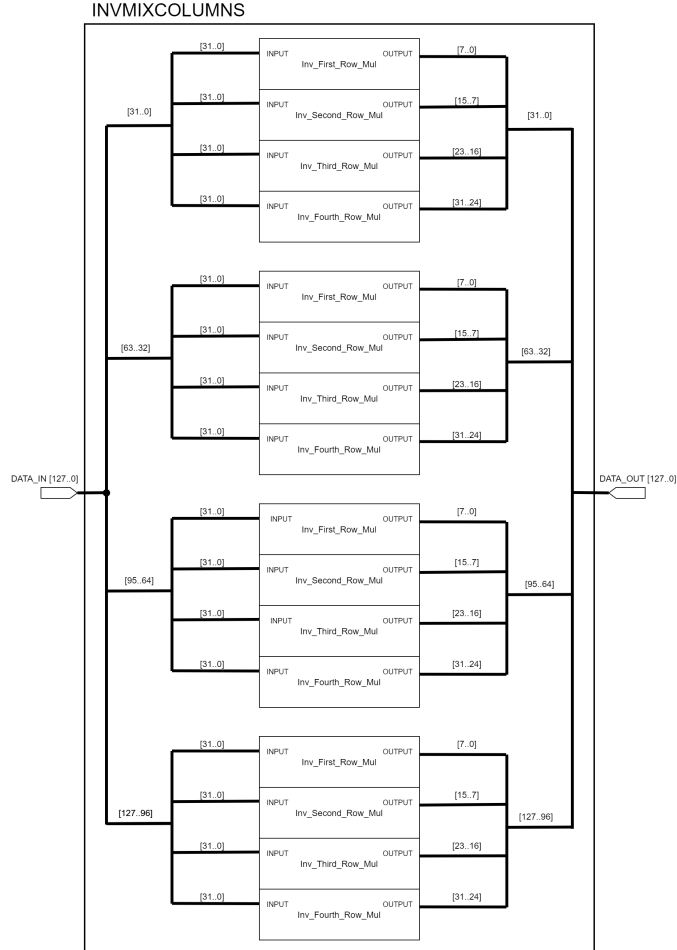 INVMIXCOLUMNS
[31..0]
INPUT OUTPUT
Inv_First_Row_Mul
[7..0]
[31..0]
[31..0]
INPUT OUTPUT
Inv_Second_Row_Mul
[15..7]
[31..0]
[31..0]
INPUT OUTPUT
Inv_Third_Row_Mul
[23..16]
[31..0]
INPUT OUTPUT
Inv_Fourth_Row_Mul
[31..24]
[31..0]
INPUT OUTPUT
Inv_First_Row_Mul
[7..0]
[63..32]
[31..0]
INPUT OUTPUT
Inv_Second_Row_Mul
[15..7]
[63..32]
[31..0]
INPUT OUTPUT
Inv_Third_Row_Mul
[23..16]
[31..0]
INPUT OUTPUT
Inv_Fourth_Row_Mul
[31..24]
DATA_IN [127..0]
DATA_OUT [127..0]
[31..0]
INPUT OUTPUT
Inv_First_Row_Mul
[7..0]
[95..64]
[31..0]
INPUT OUTPUT
Inv_Second_Row_Mul
[15..7]
[95..64]
[31..0]
INPUT OUTPUT
Inv_Third_Row_Mul
[23..16]
[31..0]
INPUT OUTPUT
Inv_Fourth_Row_Mul
[31..24]
[31..0]
INPUT OUTPUT
Inv_First_Row_Mul
[7..0]
[127..96]
[31..0]
INPUT OUTPUT
Inv_Second_Row_Mul
[15..7]
[127..96]
[31..0]
INPUT OUTPUT
Inv_Third_Row_Mul
[23..16]
[31..0]
INPUT OUTPUT
Inv_Fourth_Row_Mul
[31..24]